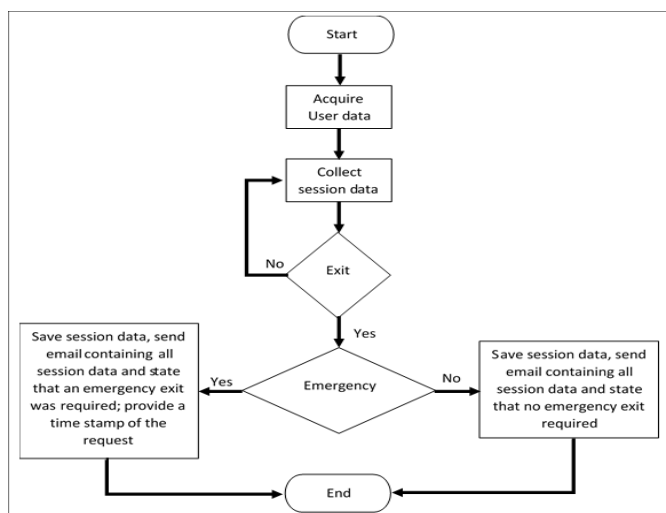 Start
Acquire
User data
Collect
session data
No
Exit
Yes
Save session data, send
email containing all
session data and state
that an emergency exit
was required; provide a
time stamp of the
request
Yes
Emergency
No
Save session data, send
email containing all
session data and state
that no emergency exit
required
End